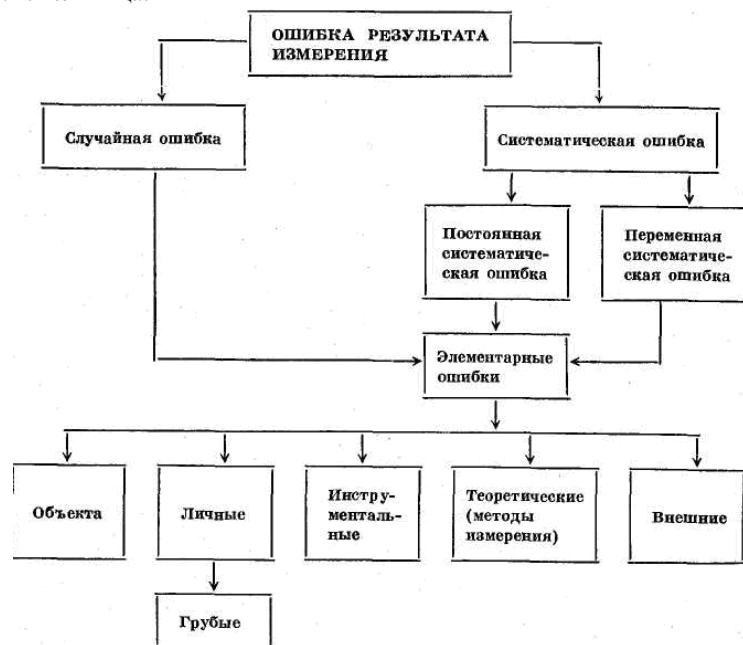 ОШИБКА РЕЗУЛЬТАТА
ИЗМЕРЕНИЯ
Случайная ошибка
Систематическая ошибка
Постоянная
систематиче-
ская ошибка
Переменная
систематиче-
ская ошибка
Элементарные
ошибки
Объекта
Личные
Инстру-
менталь-
ные
Теоретические
(методы
измерения)
Внешние
Грубые